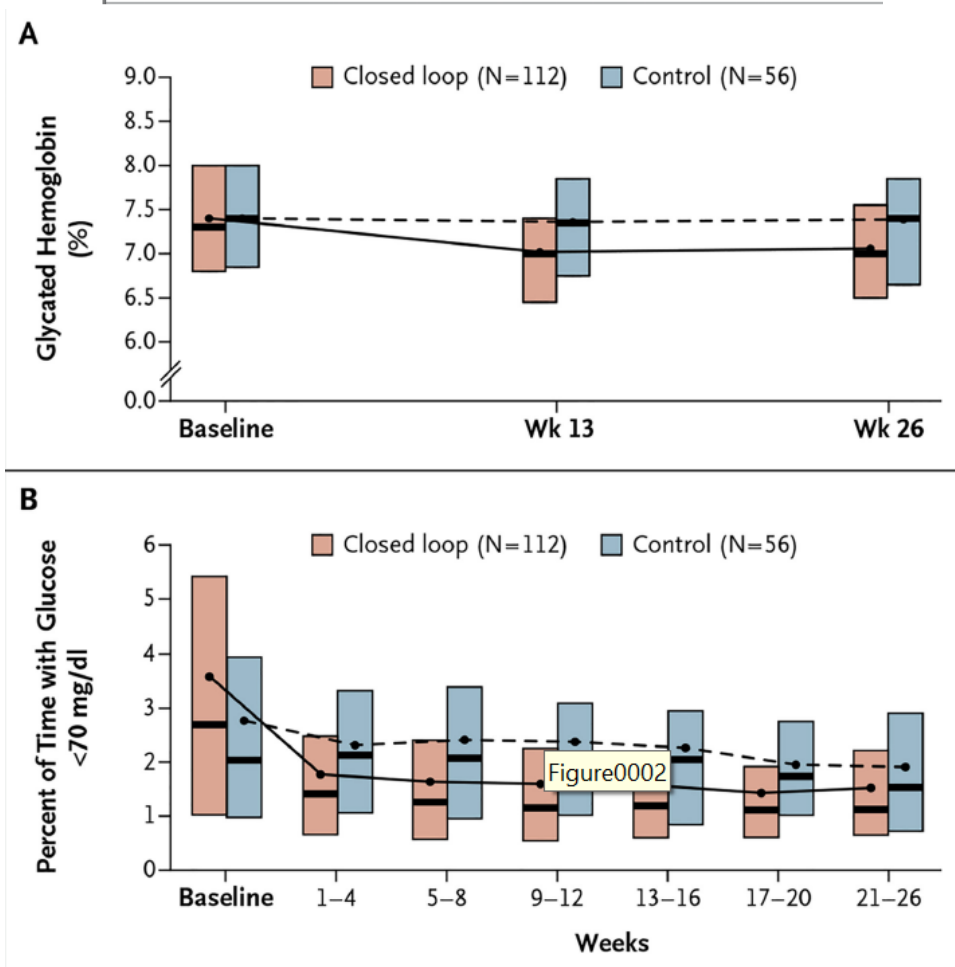 A
Closed loop (N=112) Control (N=56)
Glycated Hemoglobin
(%)
9.0
8.5
8.0
7.5
7.0
6.5
6.0
0.0
Baseline Wk 13 Wk 26
B
Closed loop (N=112) Control (N=56)
Percent of Time with Glucose
<70 mg/dl
6
5
4
3
2
1
0
Figure0002
Baseline 1–4 5–8 9–12 13–16 17–20 21–26
Weeks